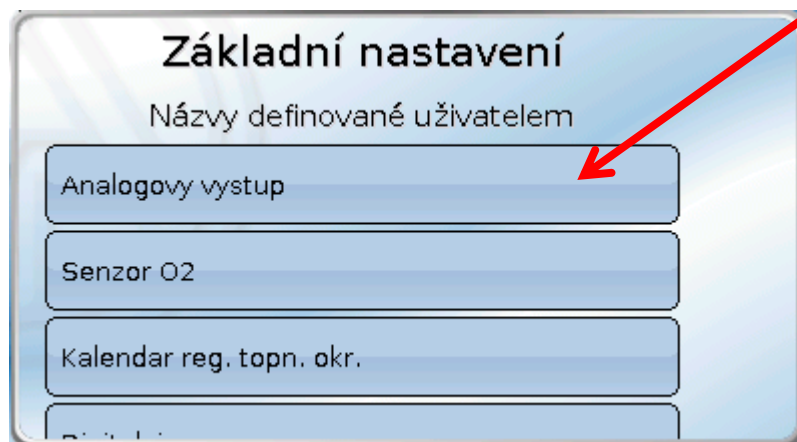 Základní nastavení
Názvy definované uživatelem
Analogovy vystup
Senzor O2
Kalendar reg. topn. okr.